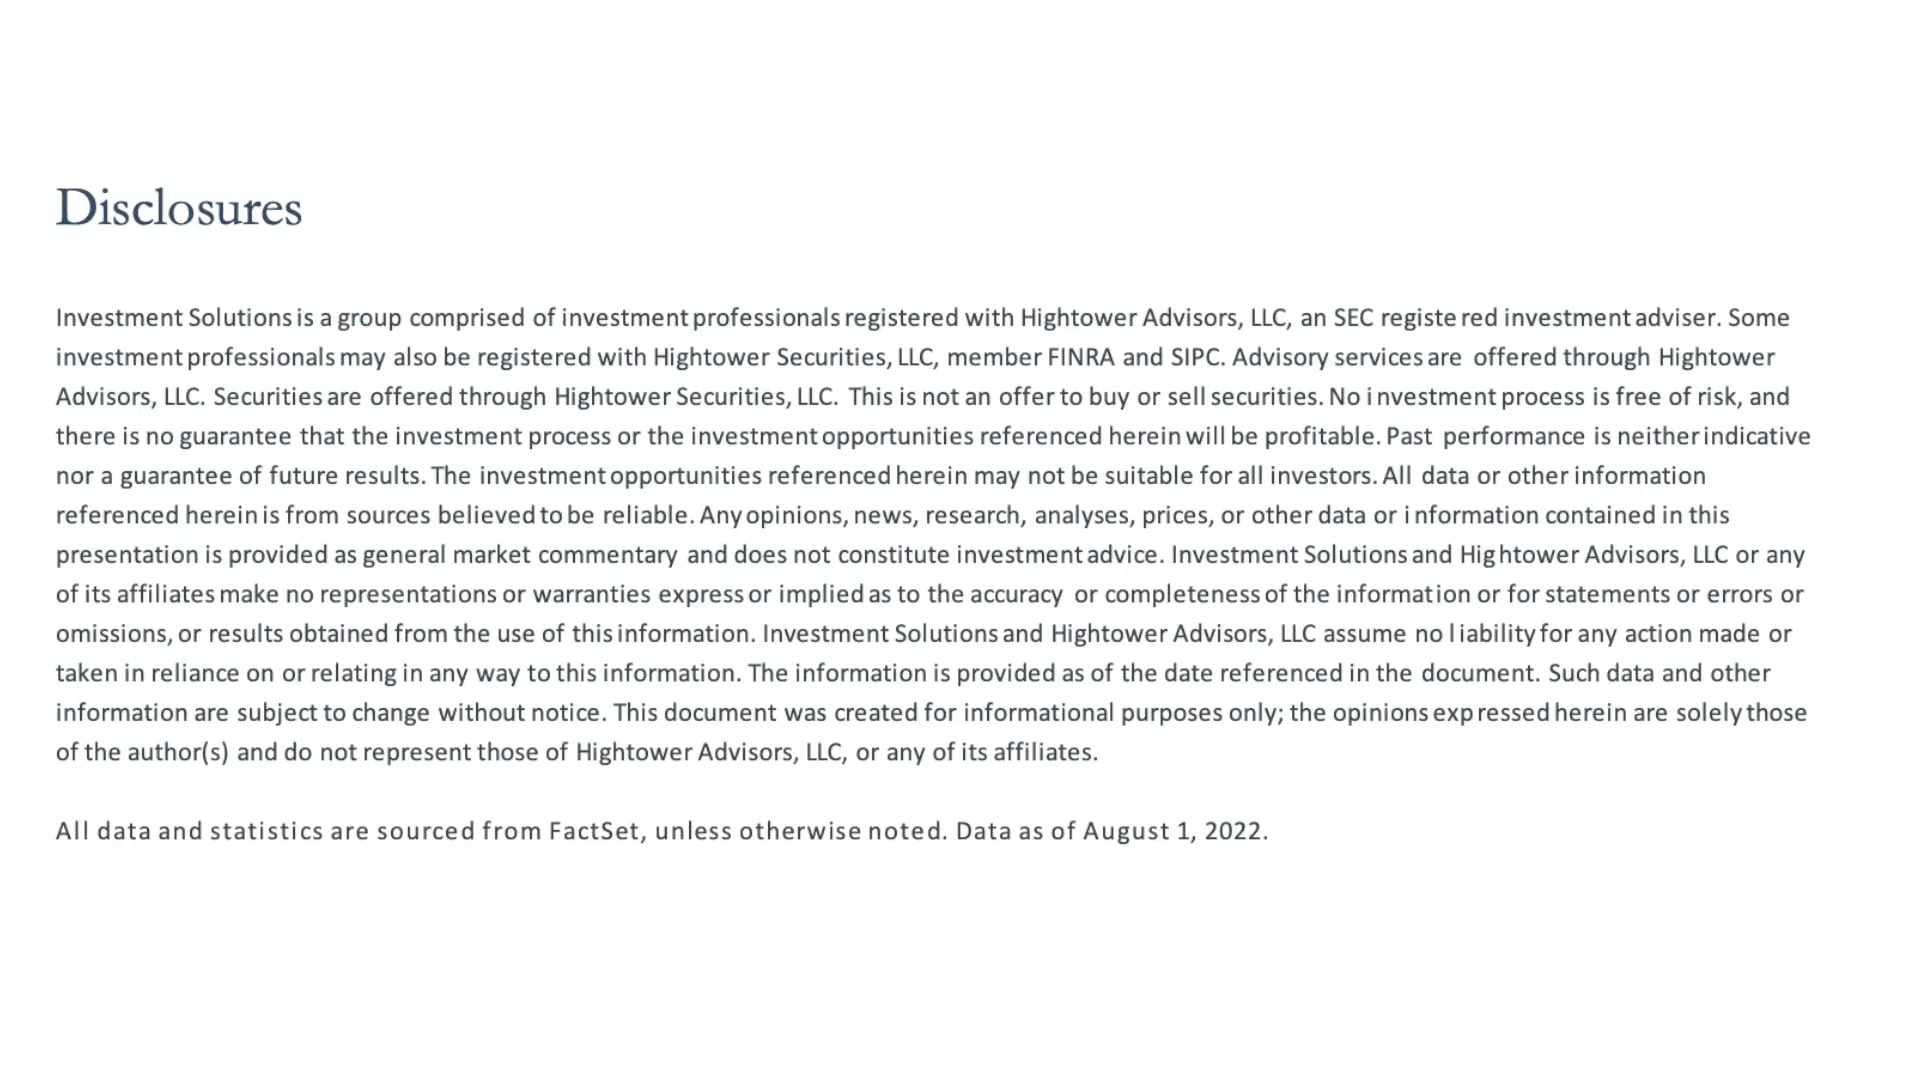 Disclosures
Investment Solutions is a group comprised of investment professionals registered with Hightower Advisors, LLC, an SEC registered investment adviser. Some
investment professionals may also be registered with Hightower Securities, LLC, member FINRA and SIPC. Advisory services are offered through Hightower
Advisors, LLC. Securities are offered through Hightower Securities, LLC. This is not an offer to buy or sell securities. No investment process is free of risk, and
there is no guarantee that the investment process or the investment opportunities referenced herein will be profitable. Past performance is neither indicative
nor a guarantee of future results. The investment opportunities referenced herein may not be suitable for all investors. All data or other information
referenced herein is from sources believed to be reliable. Any opinions, news, research, analyses, prices, or other data or information contained in this
presentation is provided as general market commentary and does not constitute investment advice. Investment Solutions and Hightower Advisors, LLC or any
of its affiliates make no representations or warranties express or implied as to the accuracy or completeness of the information or for statements or errors or
omissions, or results obtained from the use of this information. Investment Solutions and Hightower Advisors, LLC assume no liability for any action made or
taken in reliance on or relating in any way to this information. The information is provided as of the date referenced in the document. Such data and other
information are subject to change without notice. This document was created for informational purposes only; the opinions expressed herein are solely those
of the author(s) and do not represent those of Hightower Advisors, LLC, or any of its affiliates.
All data and statistics are sourced from FactSet, unless otherwise noted. Data as of August 1, 2022.